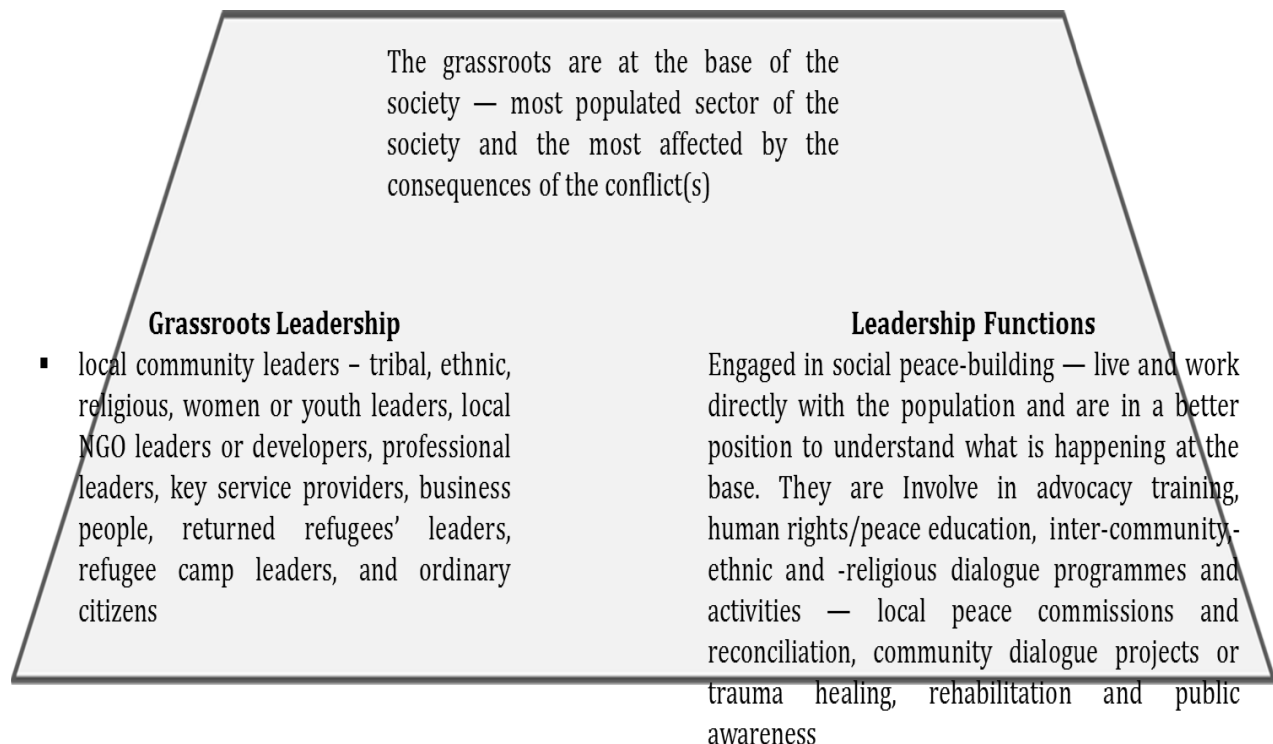 The grassroots are at the base of the
society — most populated sector of the
society and the most affected by the
consequences of the conflict(s)
Grassroots Leadership
▪ local community leaders – tribal, ethnic,
religious, women or youth leaders, local
NGO leaders or developers, professional
leaders, key service providers, business
people, returned refugees’ leaders,
refugee camp leaders, and ordinary
citizens
Leadership Functions
Engaged in social peace-building — live and work
directly with the population and are in a better
position to understand what is happening at the
base. They are Involve in advocacy training,
human rights/peace education, inter-community,-
ethnic and -religious dialogue programmes and
activities — local peace commissions and
reconciliation, community dialogue projects or
trauma healing, rehabilitation and public
awareness